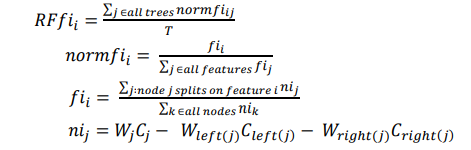 RFfi_i = \frac{\sum_{j \in all trees} normfi_{ij}}{T}
normfi_i = \frac{fi_i}{\sum_{j \in all features} fi_j}
fi_i = \frac{\sum_{j:node j splits on feature i} ni_j}{\sum_{k \in all nodes} ni_k}
ni_j = W_jC_j − W_{left(j)}C_{left(j)} − W_{right(j)}C_{right(j)}